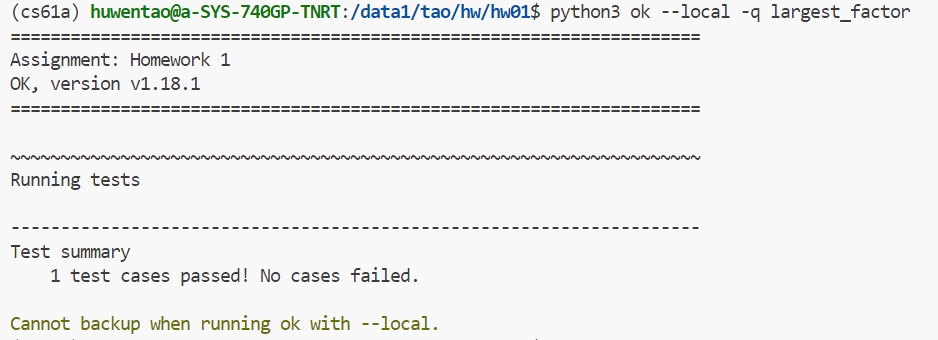 (cs61a) huwentao@a-SYS-740GP-TNRT:/data1/tao/hw/hw01$ python3 ok --local -q largest_factor
=====================================================================
Assignment: Homework 1
OK, version v1.18.1
=====================================================================
~~~~~~~~~~~~~~~~~~~~~~~~~~~~~~~~~~~~~~~~~~~~~~~~~~~~~~~~~~~~~~~~~~~~~
Running tests
---------------------------------------------------------------------
Test summary
    1 test cases passed! No cases failed.
Cannot backup when running ok with --local.